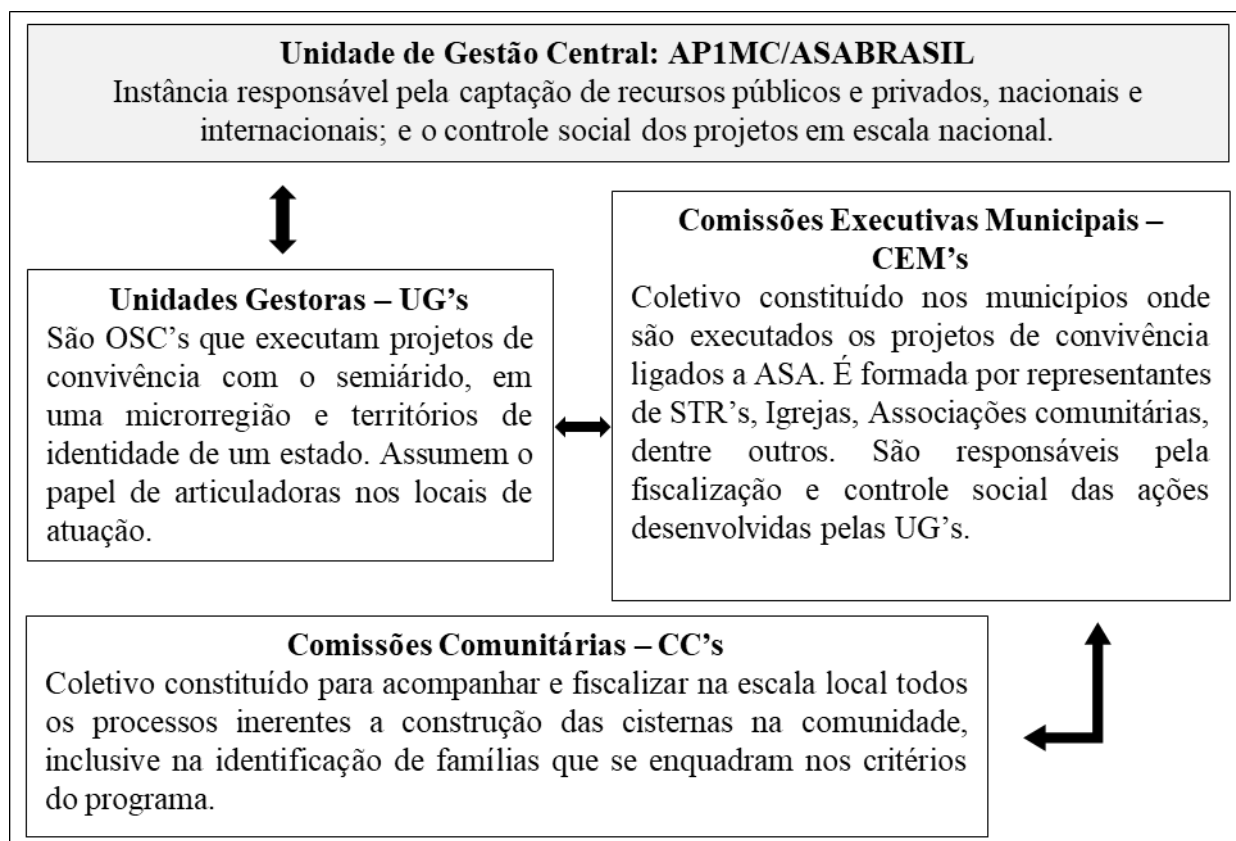 Unidade de Gestão Central: AP1MC/ASABRASIL
Instância responsável pela captação de recursos públicos e privados, nacionais e
internacionais; e o controle social dos projetos em escala nacional.
Unidades Gestoras – UG's
São OSC's que executam projetos de
convivência com o semiárido, em
uma microrregião e territórios de
identidade de um estado. Assumem o
papel de articuladoras nos locais de
atuação.
Comissões Executivas Municipais –
CEM's
Coletivo constituído nos municípios onde
são executados os projetos de convivência
ligados a ASA. É formada por representantes
de STR's, Igrejas, Associações comunitárias,
dentre outros. São responsáveis pela
fiscalização e controle social das ações
desenvolvidas pelas UG's.
Comissões Comunitárias – CC's
Coletivo constituído para acompanhar e fiscalizar na escala local todos
os processos inerentes a construção das cisternas na comunidade,
inclusive na identificação de famílias que se enquadram nos critérios
do programa.